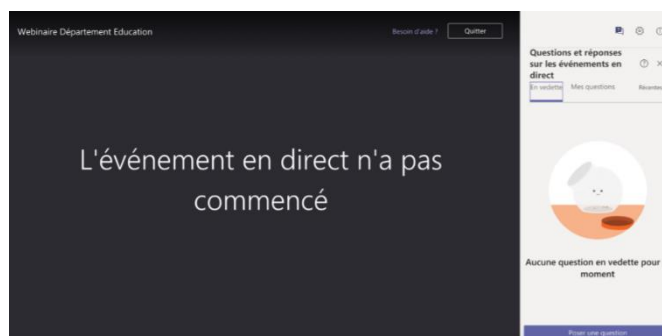 Webinaire Département Education
Besoin d'aide ?
Quitter
L'événement en direct n'a pas
commencé
Questions et réponses
sur les événements en
direct
En vedette
Mes questions
Récentes
Aucune question en vedette pour
moment
Poser une question